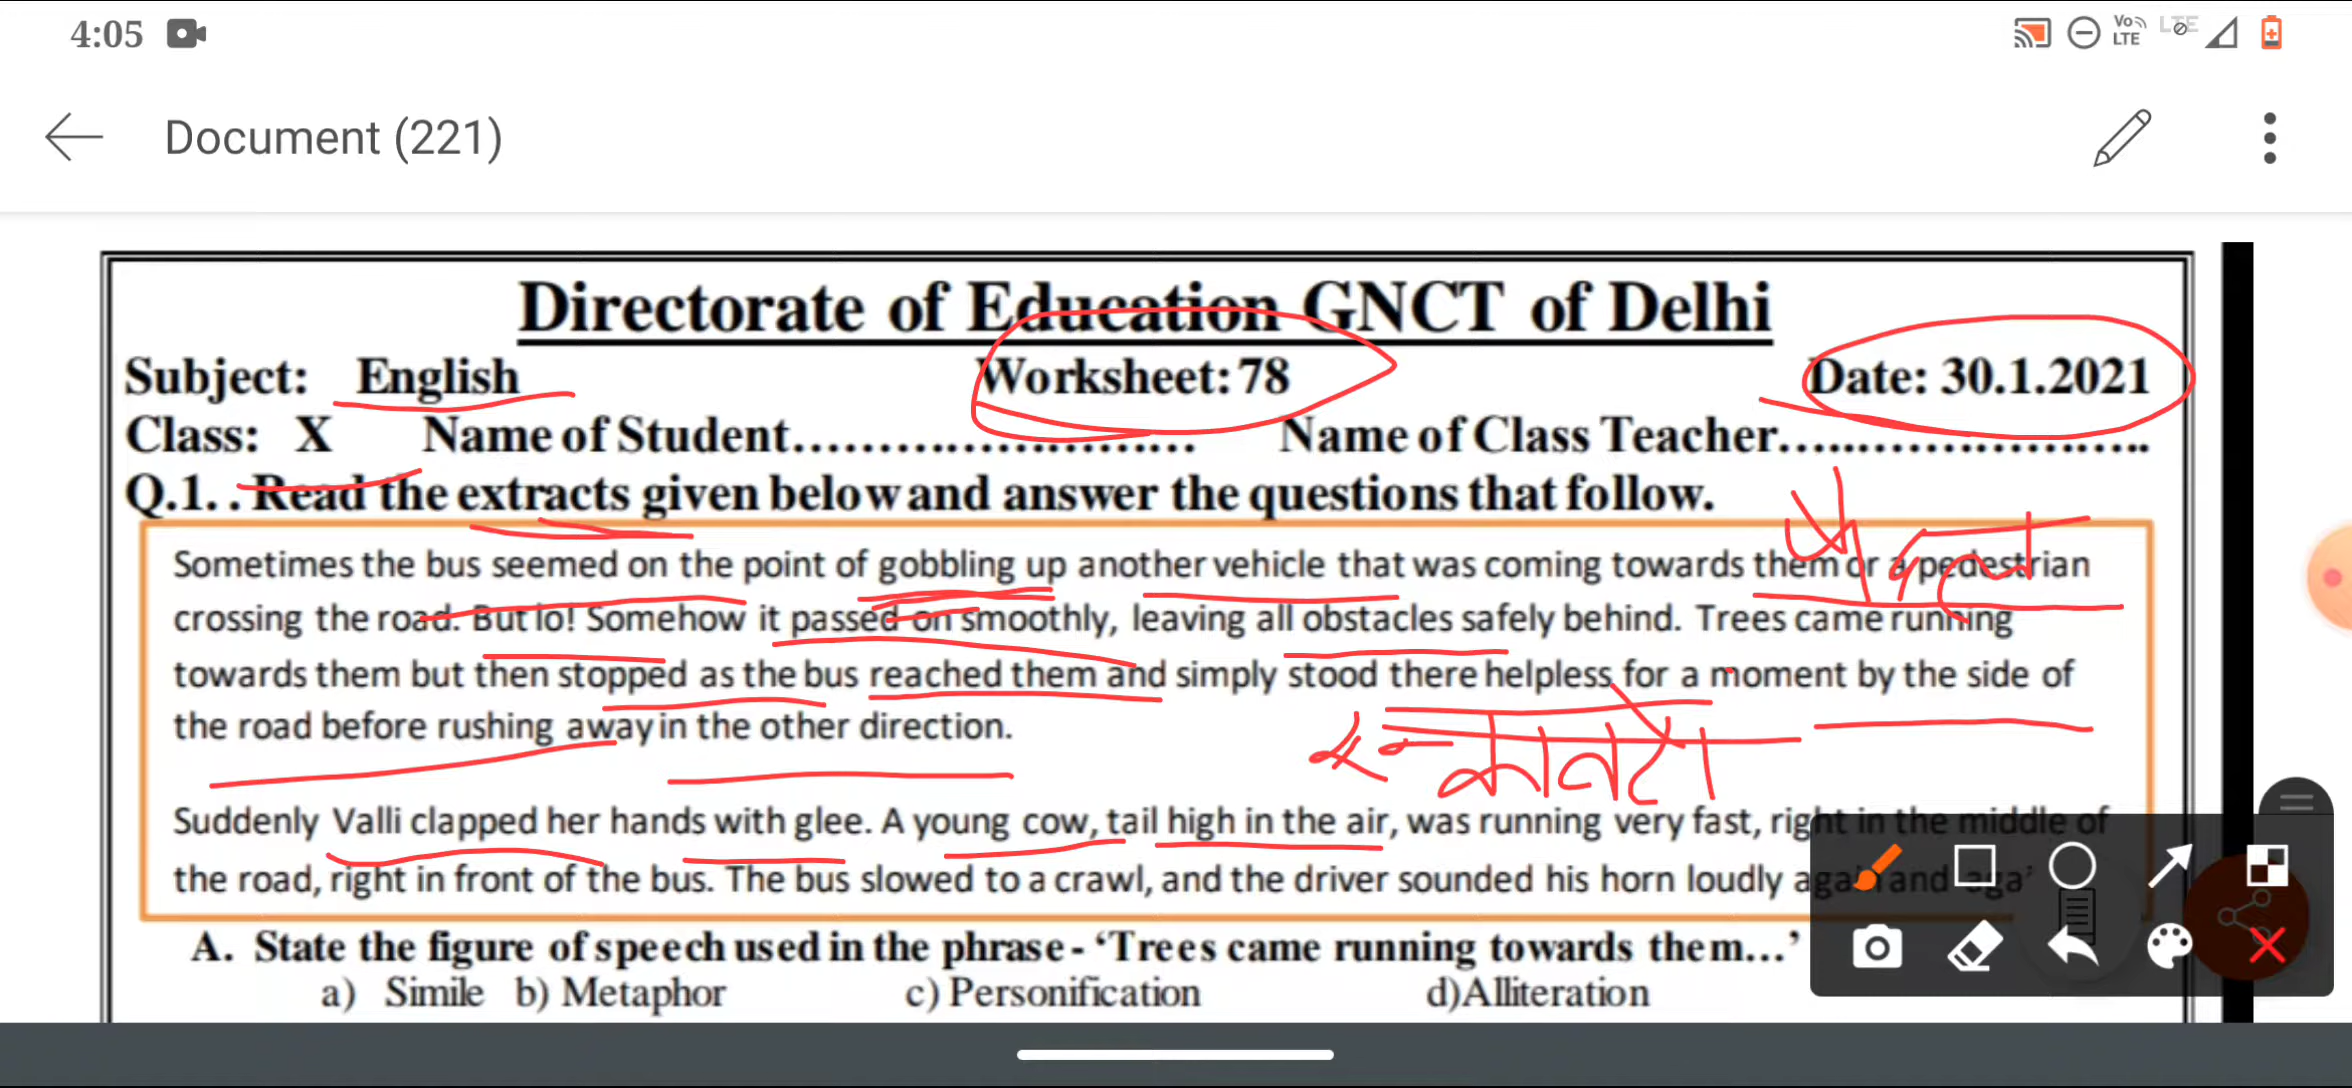 4:05
Vo
LTE
LTE
Document (221)
Directorate of Education GNCT of Delhi
Subject: English Worksheet: 78 Date: 30.1.2021
Class: X Name of Student........................ Name of Class Teacher......................
Q.1. . Read the extracts given below and answer the questions that follow.
Sometimes the bus seemed on the point of gobbling up another vehicle that was coming towards them or a pedestrian
crossing the road. But lo! Somehow it passed on smoothly, leaving all obstacles safely behind. Trees came running
towards them but then stopped as the bus reached them and simply stood there helpless for a moment by the side of
the road before rushing away in the other direction.
Suddenly Valli clapped her hands with glee. A young cow, tail high in the air, was running very fast, right in the middle of
the road, right in front of the bus. The bus slowed to a crawl, and the driver sounded his horn loudly again and aga
A. State the figure of speech used in the phrase- ‘Trees came running towards them...’
a) Simile b) Metaphor c) Personification d)Alliteration